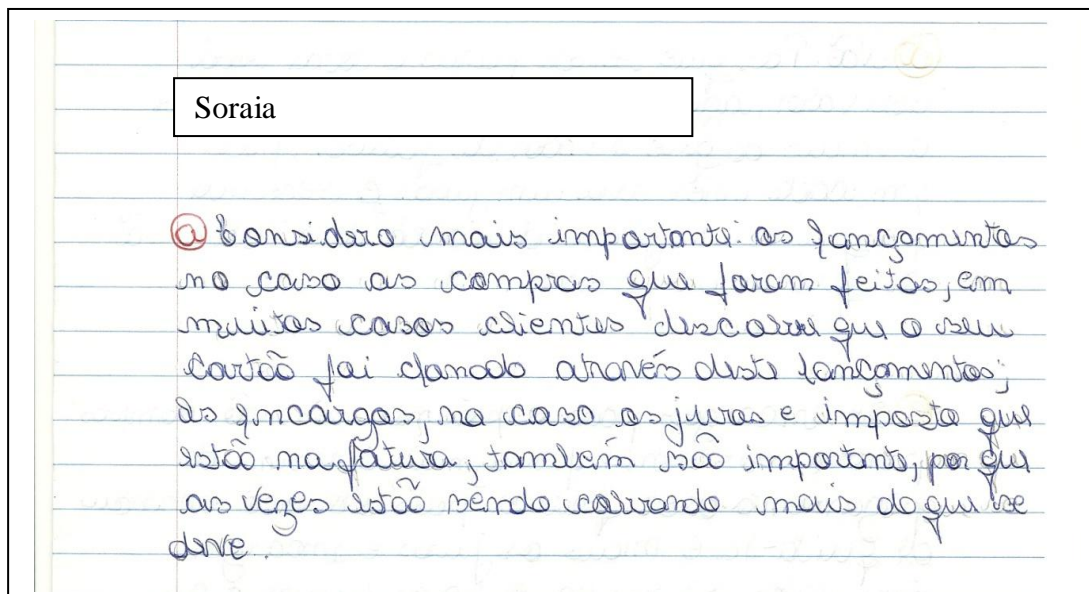 Soraia
a Considero mais importante: os lançamentos
no caso as compras que foram feitos, em
muitos casos clientes descobre que o seu
cartão foi clonado através deste lançamentos;
Os encargos, no caso os juros e imposto que
estão na fatura, também são importante, por que
as vezes estão sendo cobrando mais do que se
deve.